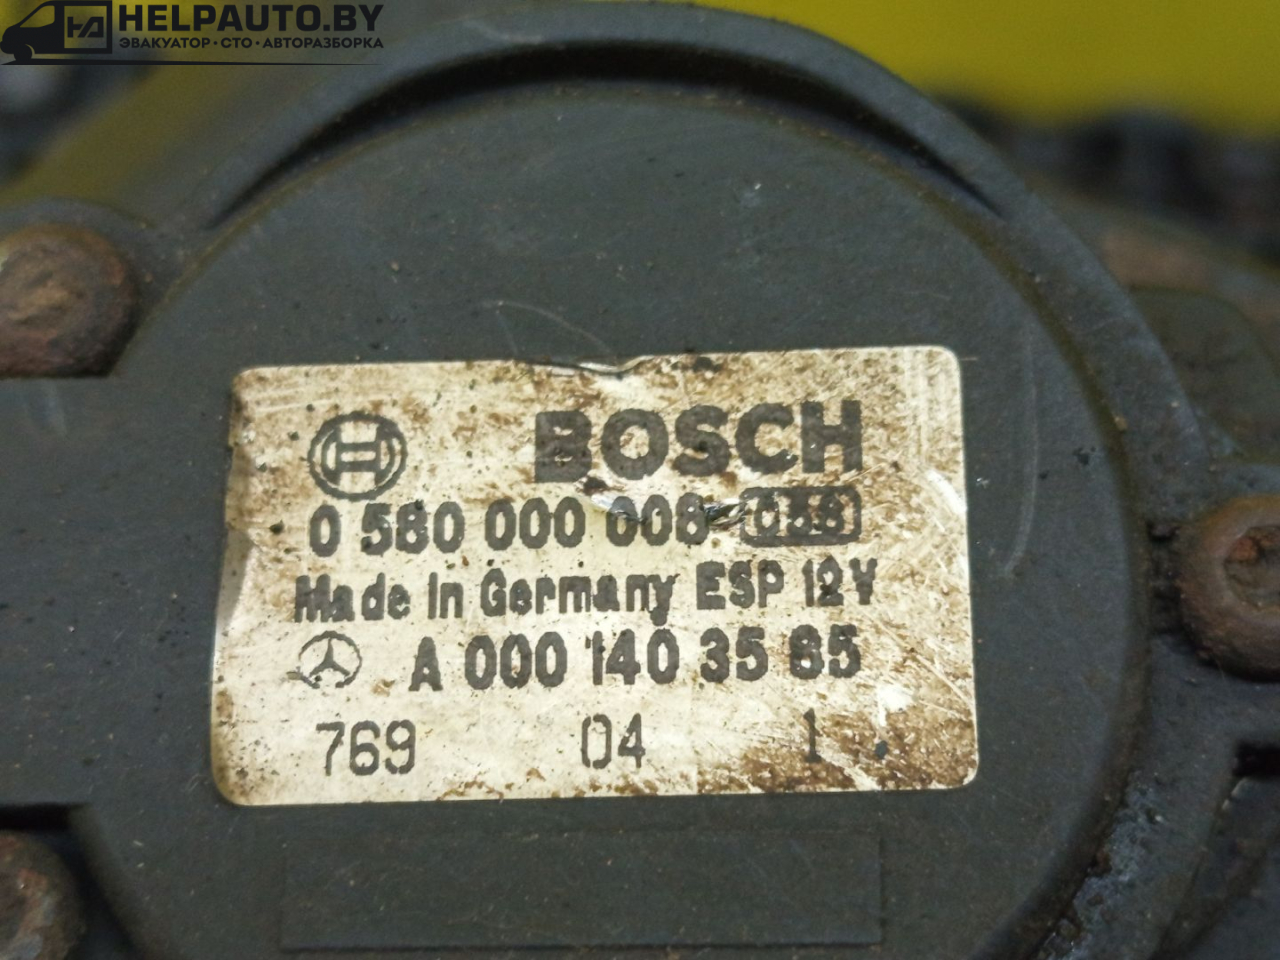 HELPAUTO.BY
ЭВАКУАТОР•СТО•АВТОРАЗБОРКА
BOSCH
0 580 000 008 056
Made in Germany ESP 12V
A 000 140 35 85
769 04 1